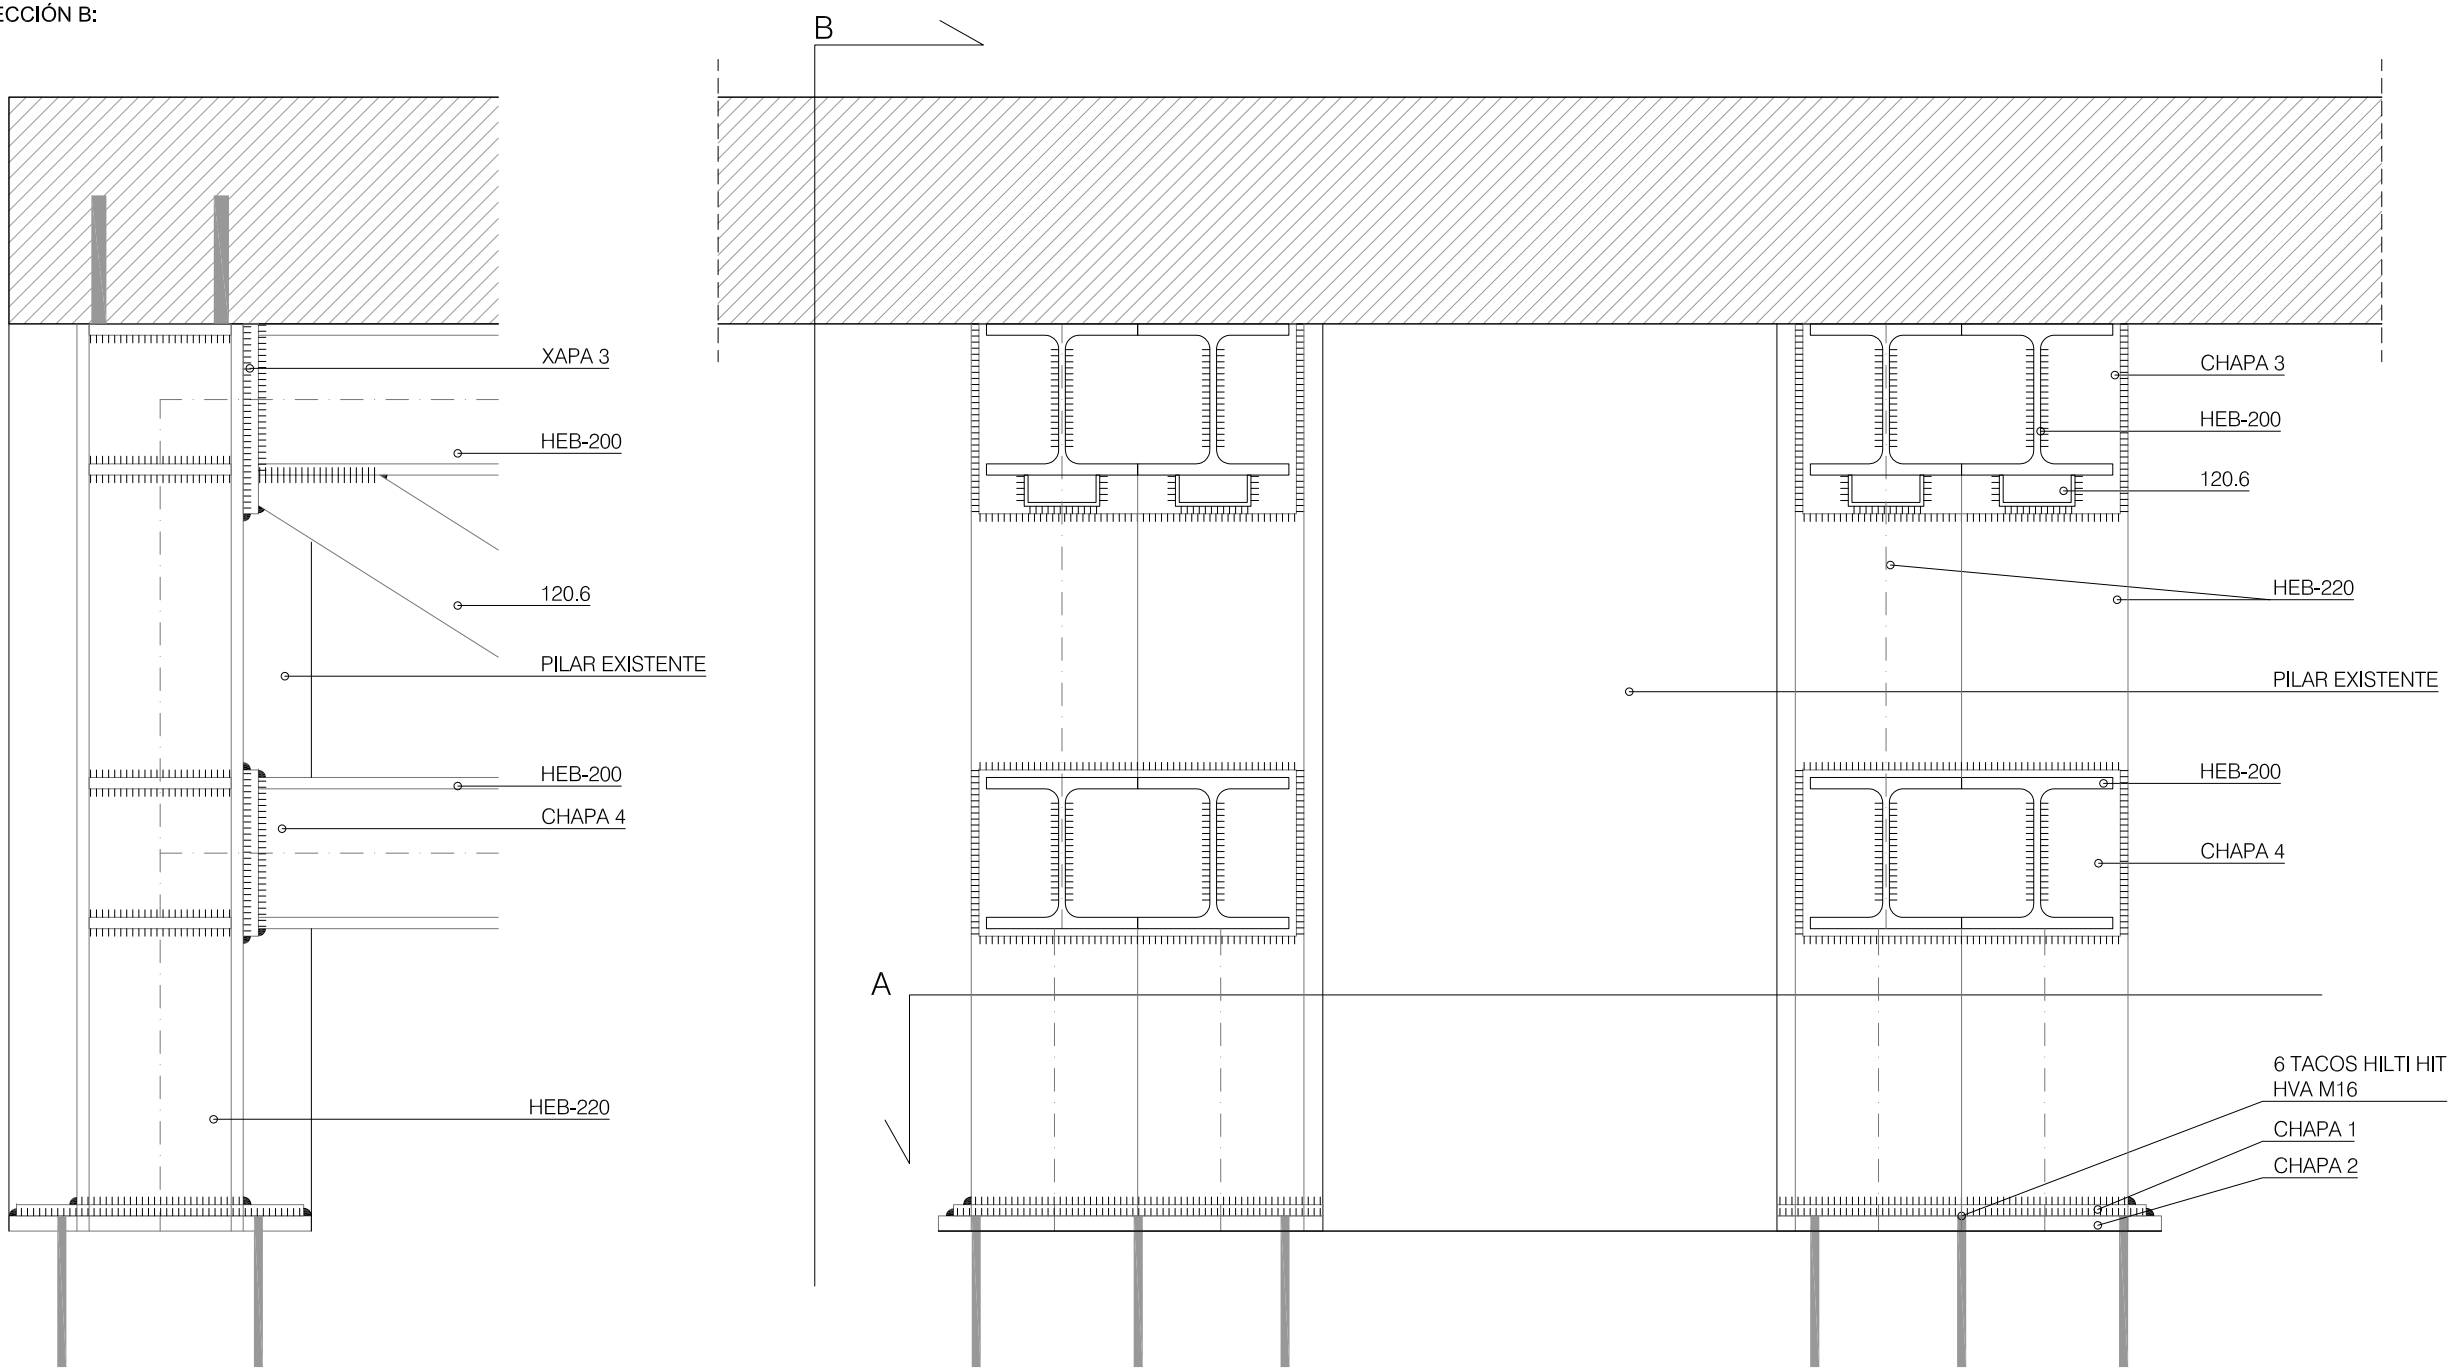 ECCIÓN B:
B
XAPA 3
HEB-200
120.6
PILAR EXISTENTE
HEB-200
CHAPA 4
HEB-220
A
CHAPA 3
HEB-200
120.6
HEB-220
PILAR EXISTENTE
HEB-200
CHAPA 4
6 TACOS HILTI HIT
HVA M16
CHAPA 1
CHAPA 2